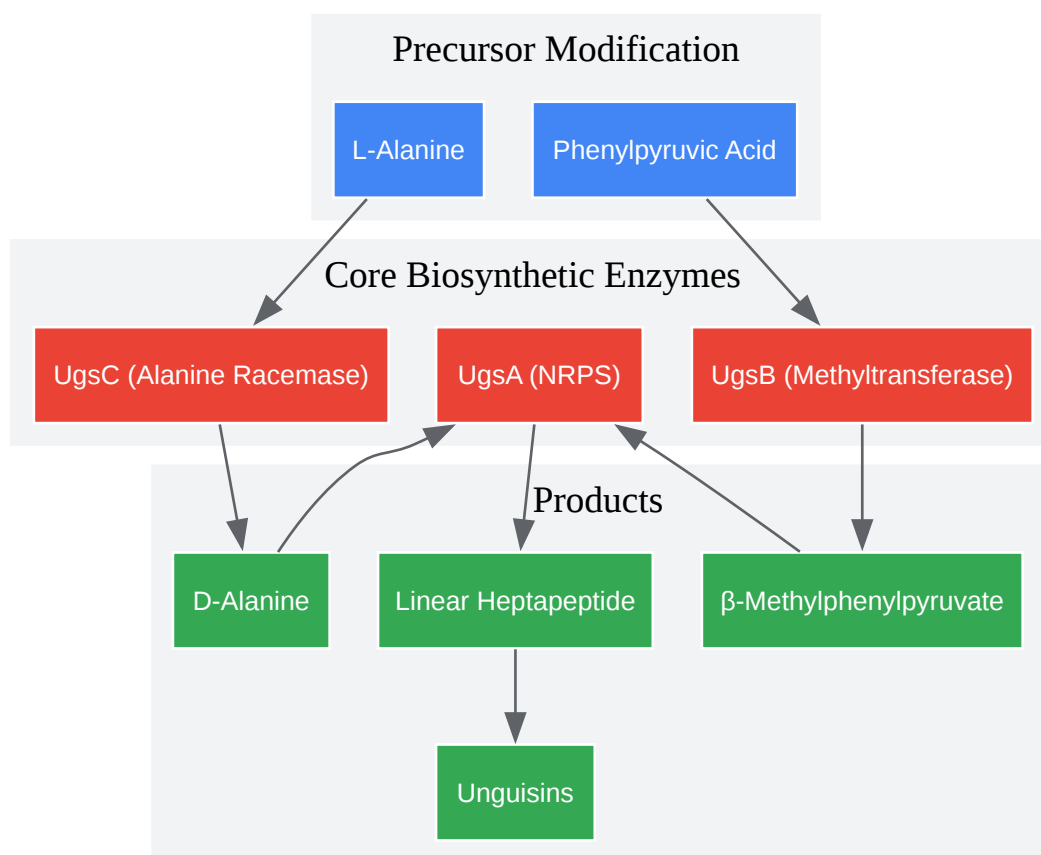 Precursor Modification
L-Alanine
Phenylpyruvic Acid
Core Biosynthetic Enzymes
UgsC (Alanine Racemase)
UgsA (NRPS)
UgsB (Methyltransferase)
Products
D-Alanine
Linear Heptapeptide
β-Methylphenylpyruvate
Unguisins